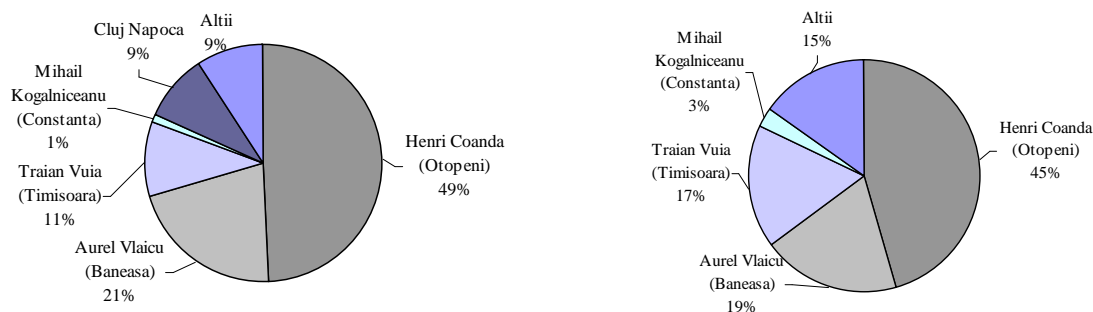 Altii
9%
Cluj Napoca
9%
Mihail
Kogalniceanu
(Constanta)
1%
Traian Vuia
(Timisoara)
11%
Aurel Vlaicu
(Baneasa)
21%
Henri Coanda
(Otopeni)
49%
Altii
15%
Mihail
Kogalniceanu
(Constanta)
3%
Traian Vuia
(Timisoara)
17%
Aurel Vlaicu
(Baneasa)
19%
Henri Coanda
(Otopeni)
45%